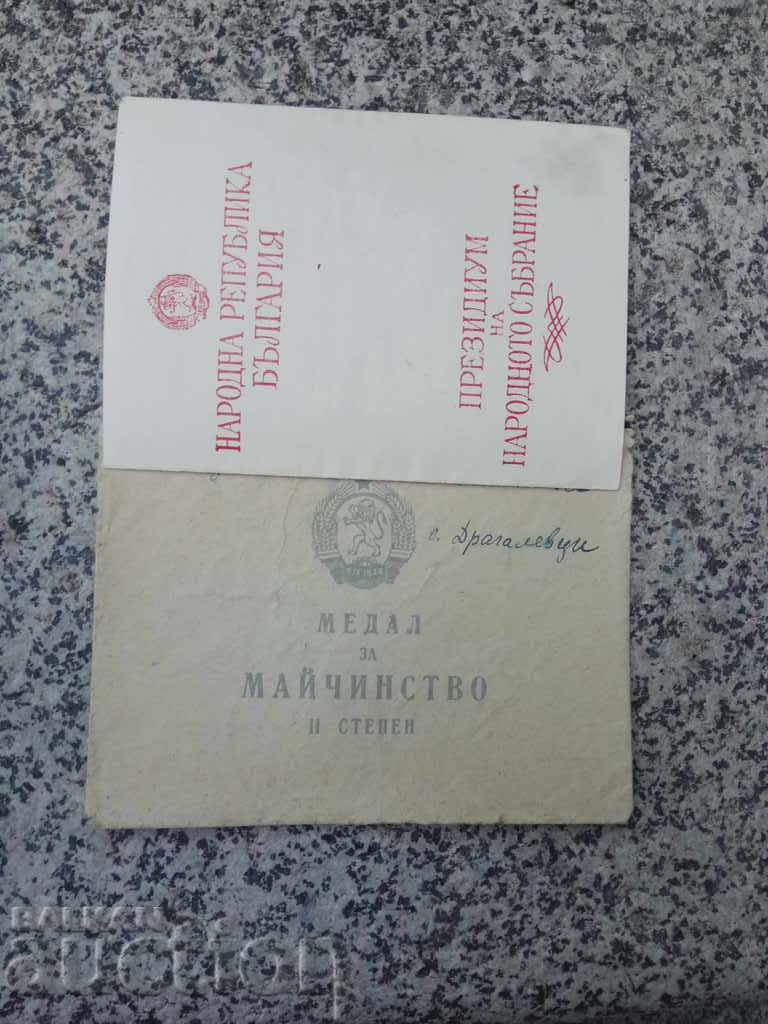 НАРОДНА РЕПУБЛИКА
БЪЛГАРИЯ
ПРЕЗИДИУМ
НА
НАРОДНОТО СЪБРАНИЕ
с. Драгалевци
МЕДАЛ
ЗА
МАЙЧИНСТВО
II СТЕПЕН
BALKAN
auction